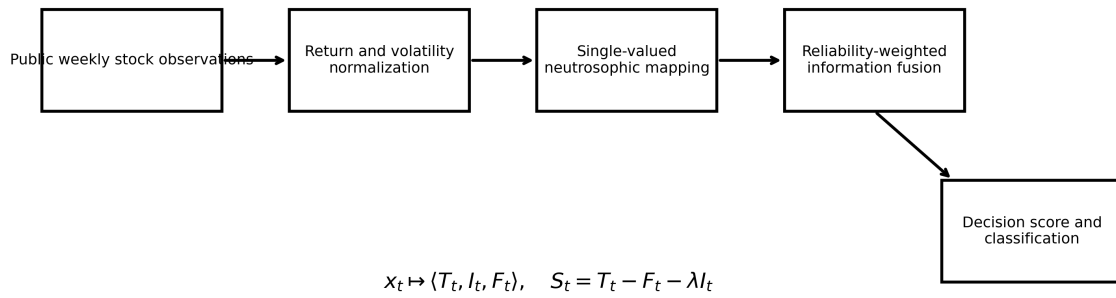 Public weekly stock observations
Return and volatility
normalization
Single-valued
neutrosophic mapping
Reliability-weighted
information fusion
Decision score and
classification
x_t ↦ ⟨T_t, I_t, F_t⟩,    S_t = T_t − F_t − λI_t